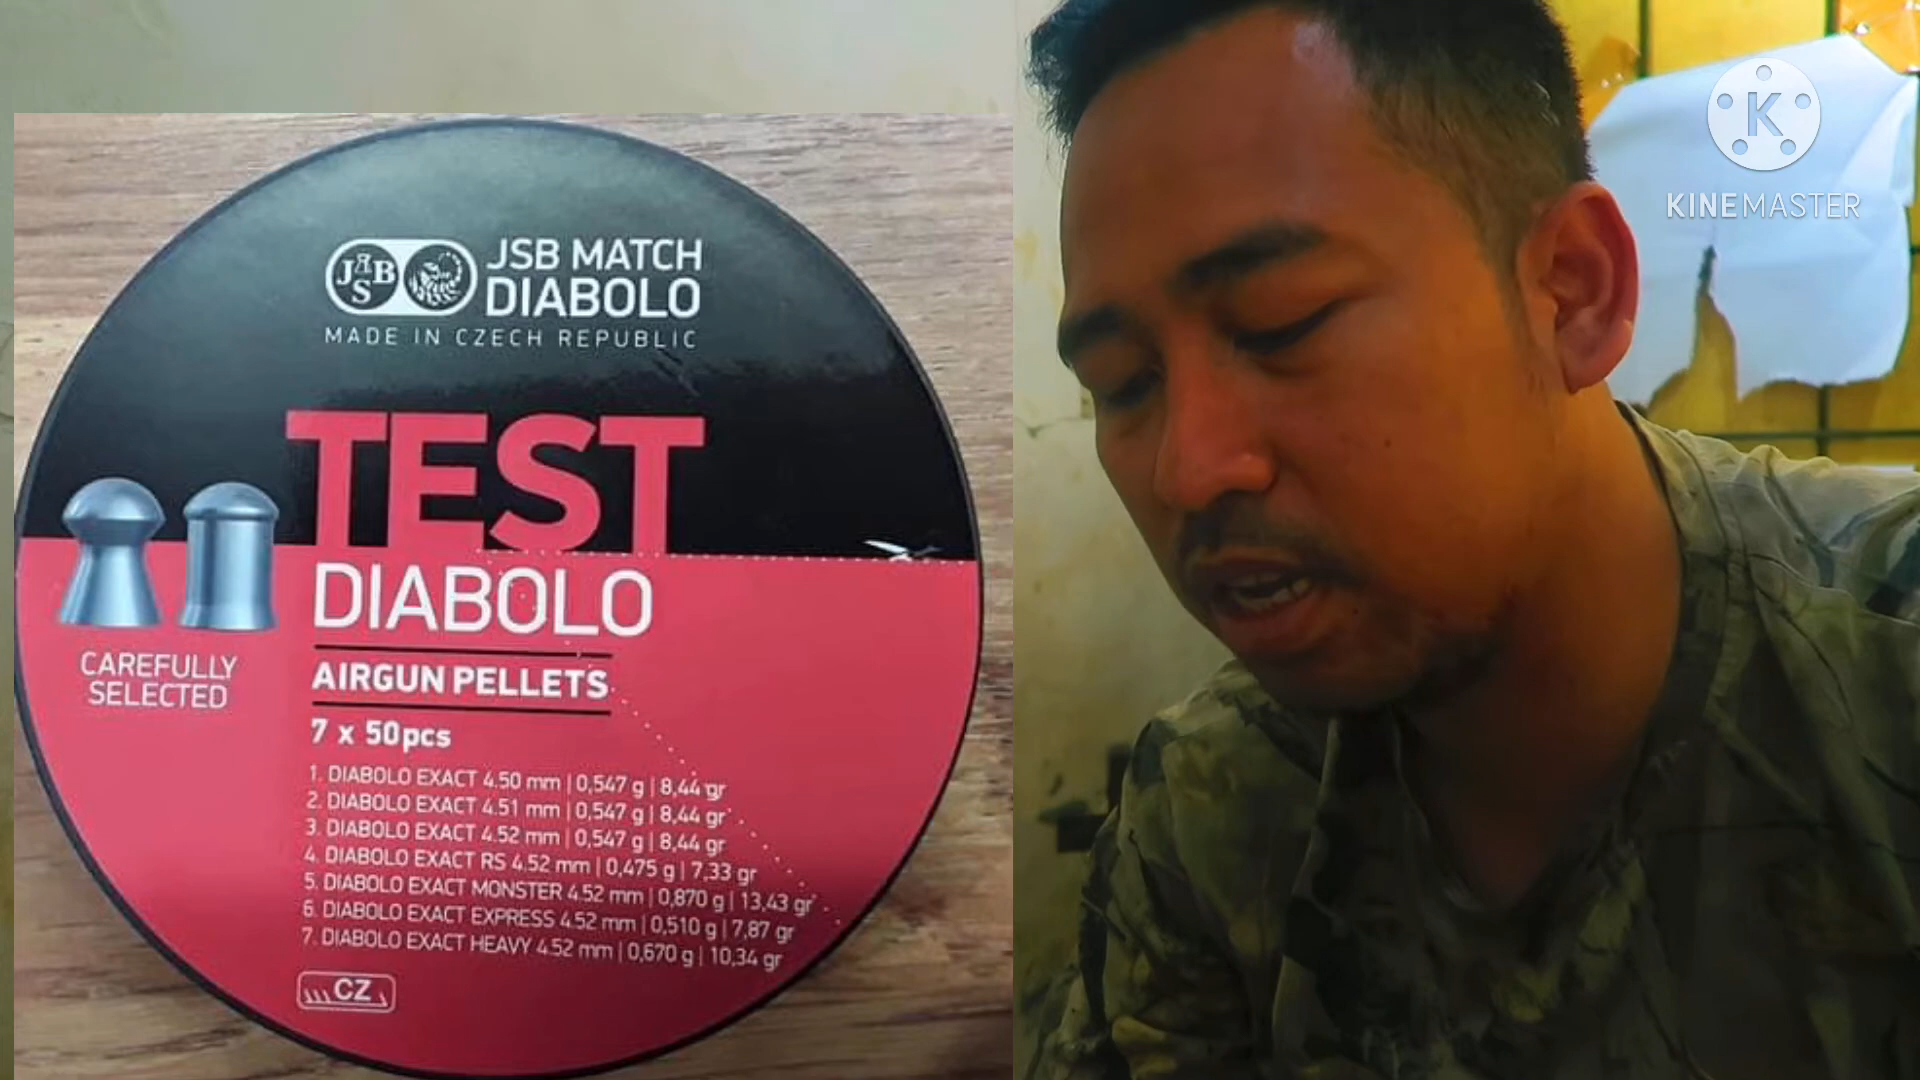 JSB MATCH
DIABOLO
MADE IN CZECH REPUBLIC
TEST
DIABOLO
CAREFULLY
SELECTED
AIRGUN PELLETS
7 x 50pcs
1. DIABOLO EXACT 4.50 mm | 0,547 g | 8,44 gr
2. DIABOLO EXACT 4.51 mm | 0,547 g | 8,44 gr
3. DIABOLO EXACT 4.52 mm | 0,547 g | 8,44 gr
4. DIABOLO EXACT RS 4.52 mm | 0,475 g | 7,33 gr
5. DIABOLO EXACT MONSTER 4.52 mm | 0,870 g | 13,43 gr
6. DIABOLO EXACT EXPRESS 4.52 mm | 0,510 g | 7,87 gr
7. DIABOLO EXACT HEAVY 4.52 mm | 0,670 g | 10,34 gr
CZ
K
KINEMASTER